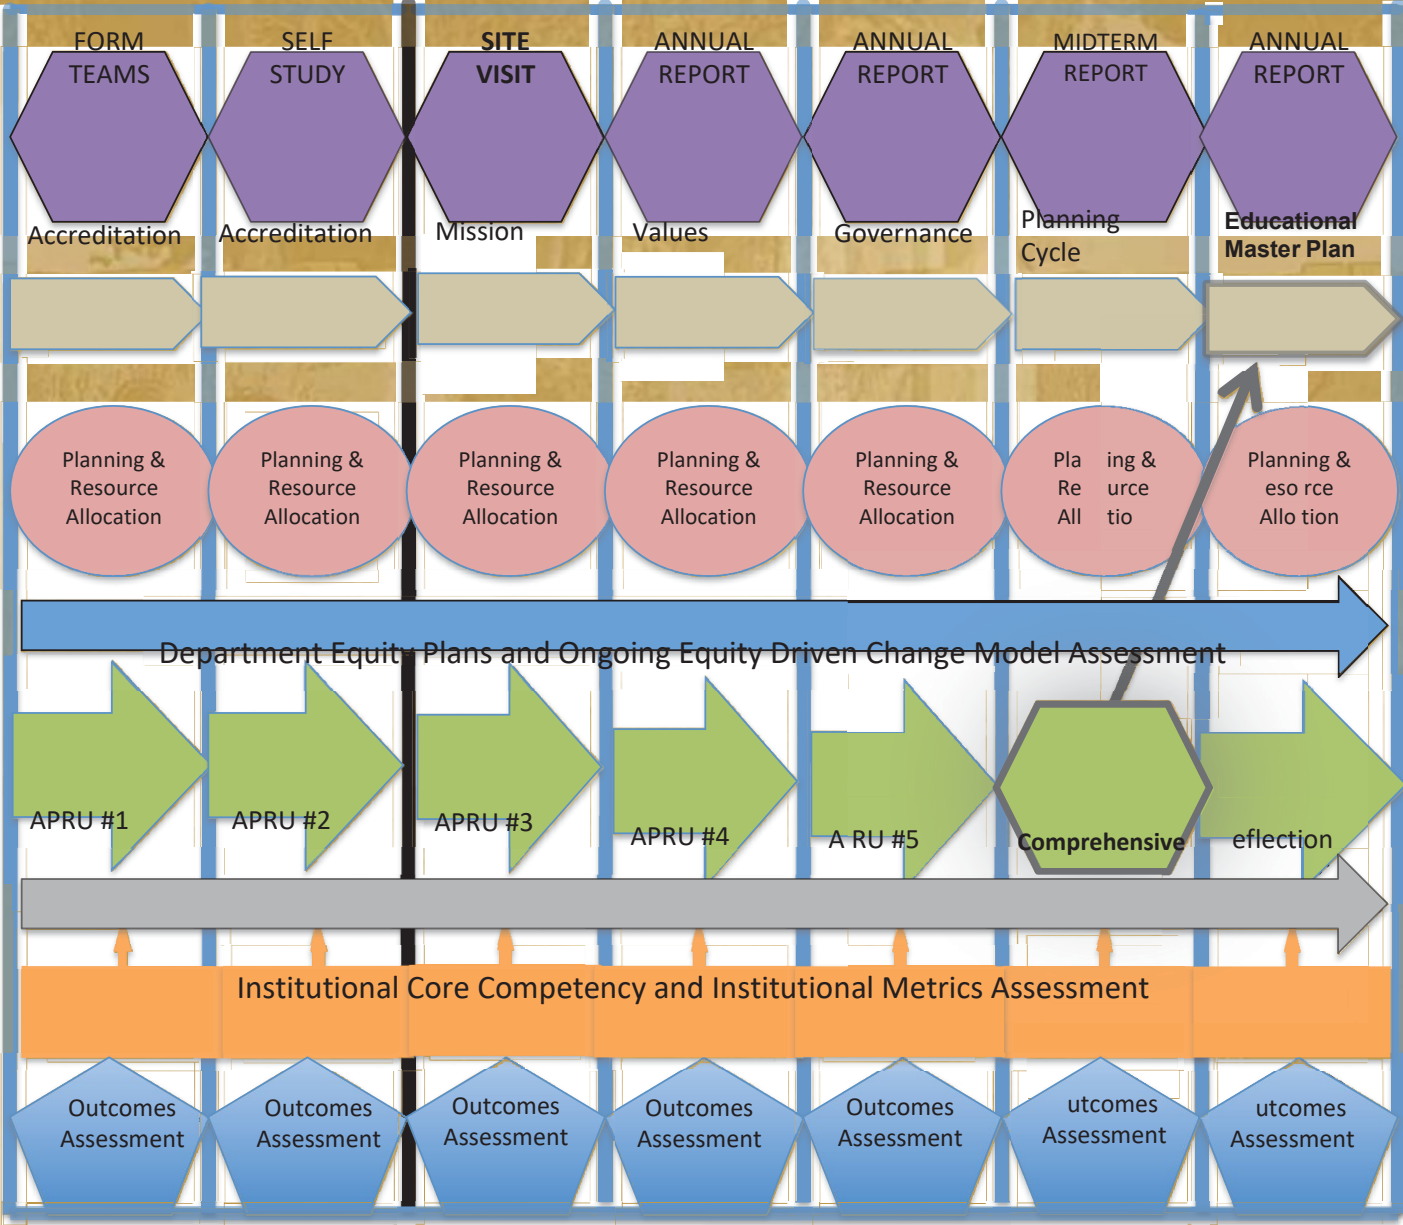 FORM
TEAMS
SELF
STUDY
SITE
VISIT
ANNUAL
REPORT
ANNUAL
REPORT
MIDTERM
REPORT
ANNUAL
REPORT
Accreditation
Accreditation
Mission
Values
Governance
Planning
Cycle
Educational
Master Plan
Planning &
Resource
Allocation
Planning &
Resource
Allocation
Planning &
Resource
Allocation
Planning &
Resource
Allocation
Planning &
Resource
Allocation
Pla ing &
Re urce
All tio
Planning &
eso rce
Allo tion
Department Equity Plans and Ongoing Equity Driven Change Model Assessment
APRU #1
APRU #2
APRU #3
APRU #4
A RU #5
Comprehensive
eflection
Institutional Core Competency and Institutional Metrics Assessment
Outcomes
Assessment
Outcomes
Assessment
Outcomes
Assessment
Outcomes
Assessment
Outcomes
Assessment
utcomes
Assessment
utcomes
Assessment